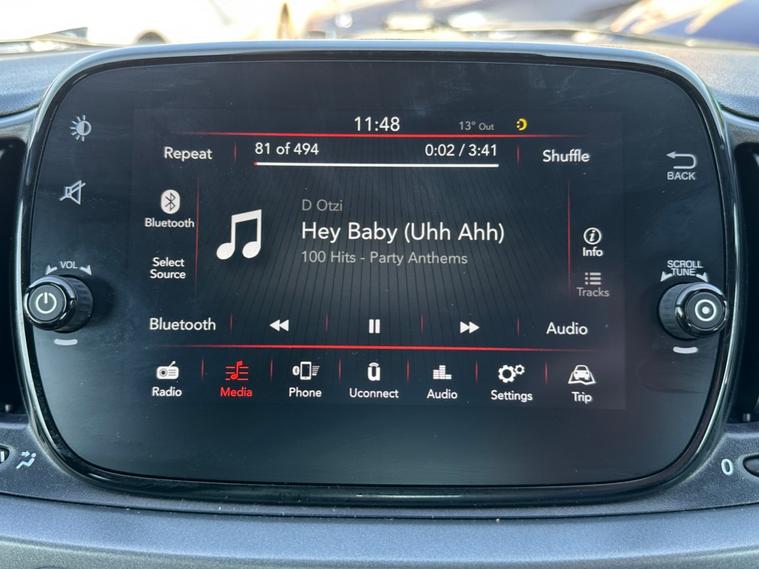 11:48
13° Out
Repeat
81 of 494
0:02 / 3:41
Shuffle
BACK
Bluetooth
D Otzi
Hey Baby (Uhh Ahh)
100 Hits - Party Anthems
Info
Select
Source
VOL
SCROLL
TUNE
Tracks
Bluetooth
Audio
Radio
Media
Phone
Uconnect
Audio
Settings
Trip
0